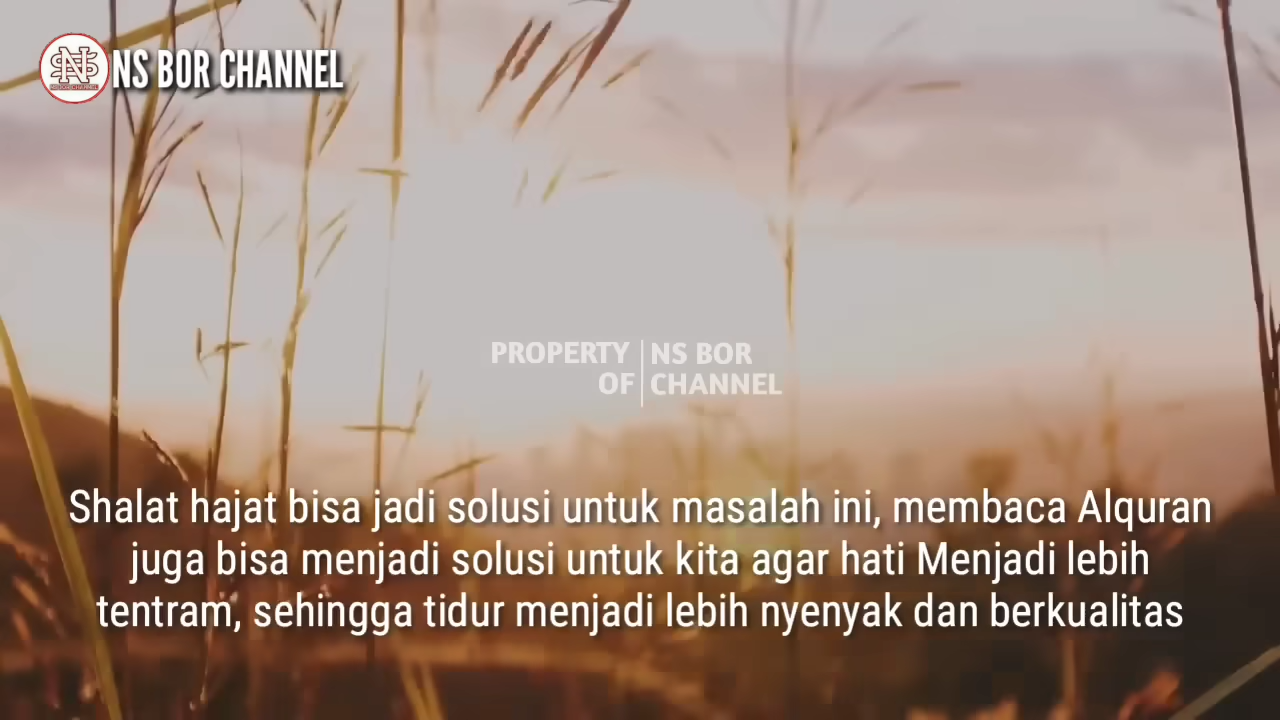 NS BOR CHANNEL
PROPERTY OF
NS BOR CHANNEL
Shalat hajat bisa jadi solusi untuk masalah ini, membaca Alquran
juga bisa menjadi solusi untuk kita agar hati Menjadi lebih
tentram, sehingga tidur menjadi lebih nyenyak dan berkualitas